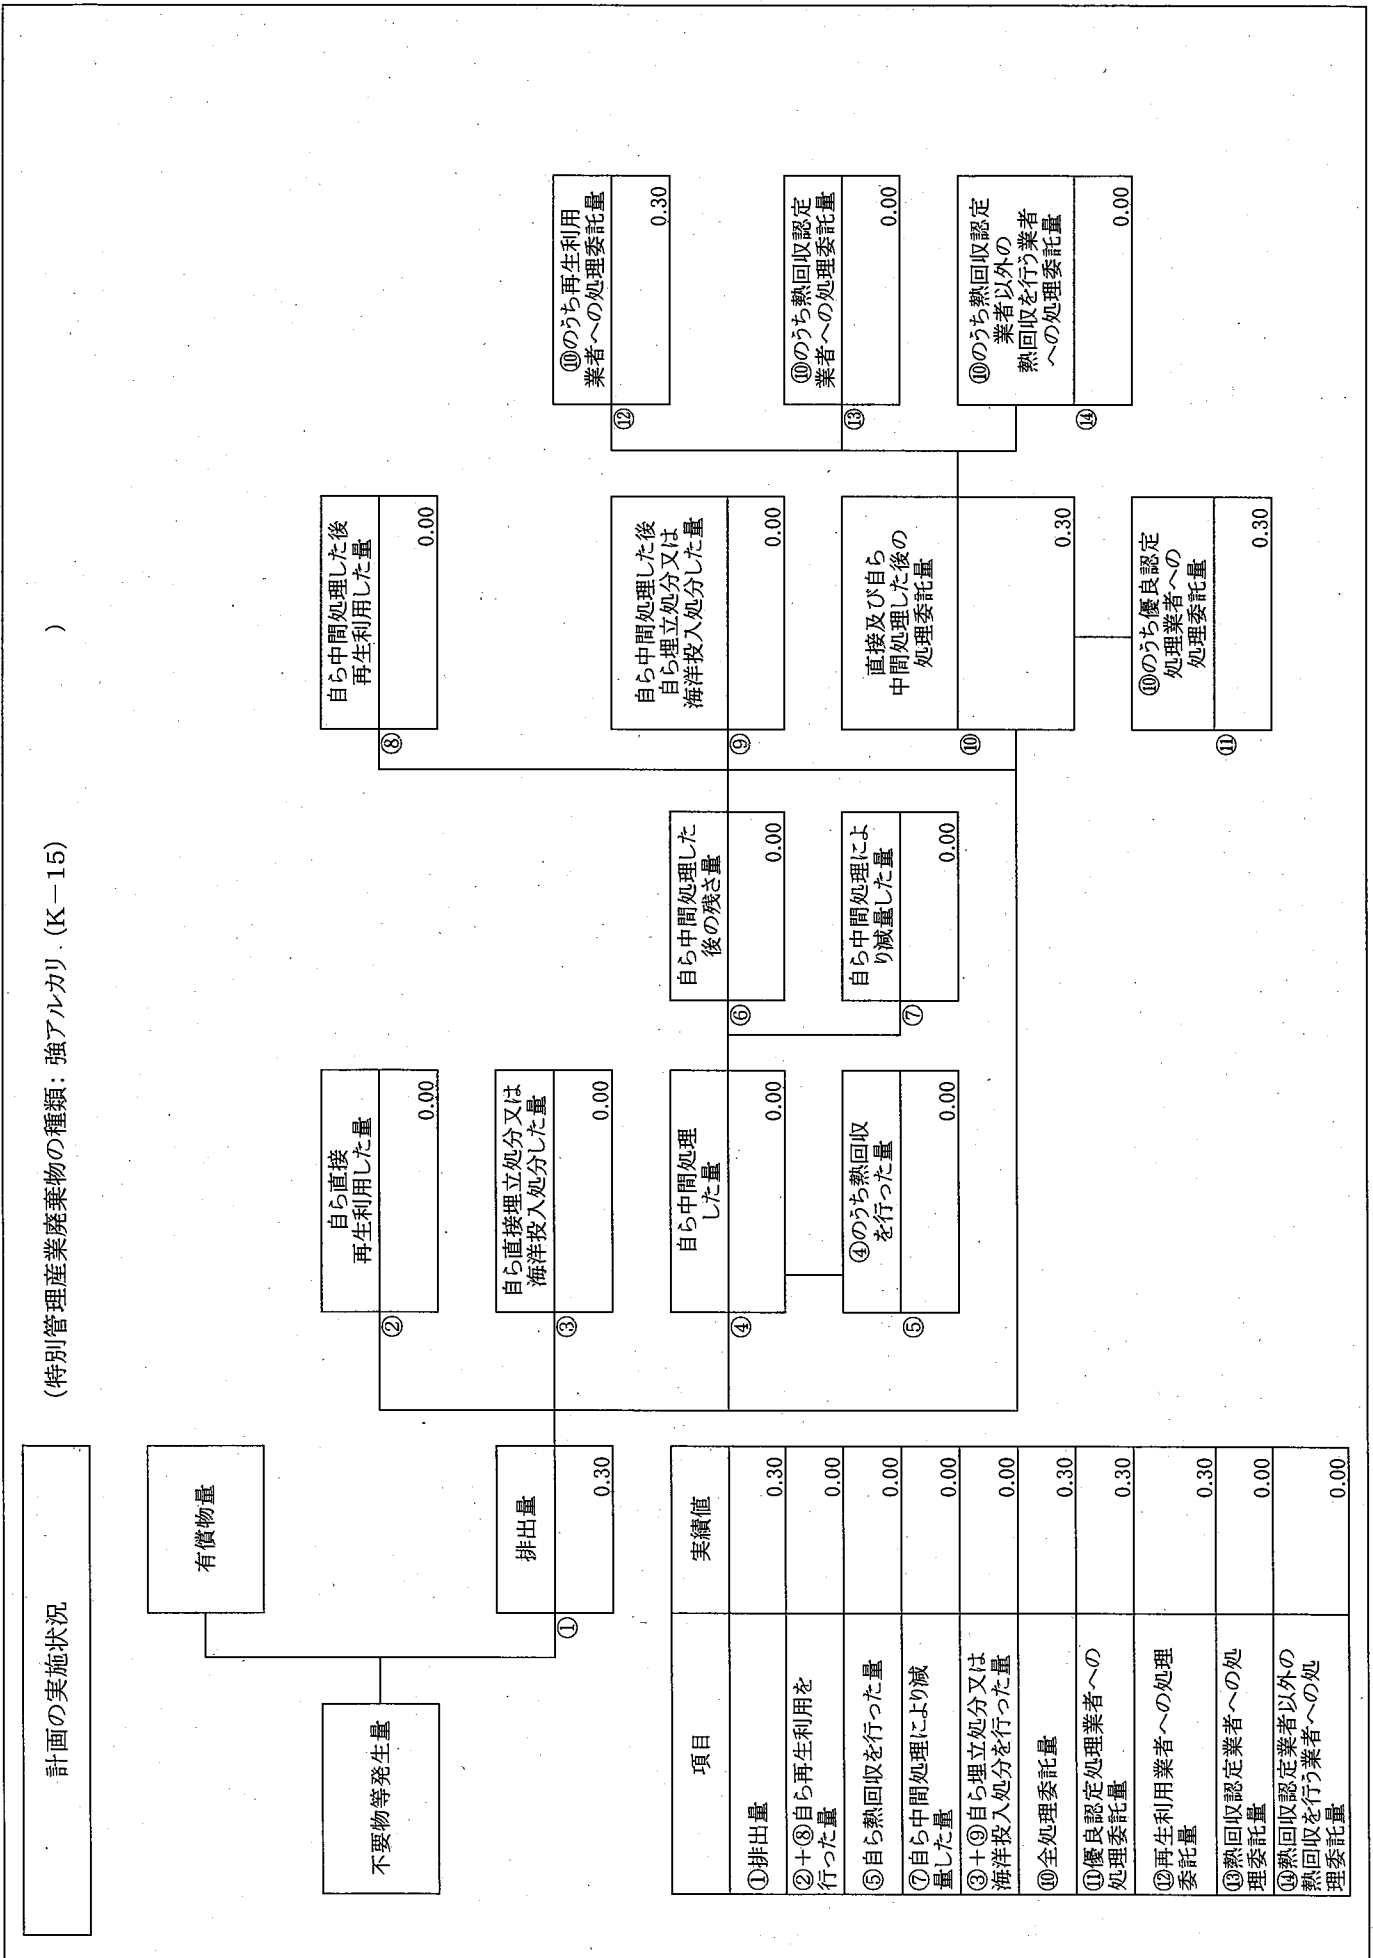 計画の実施状況
(特別管理産業廃棄物の種類: 強アルカリ (K－15)
)
不要物等発生量
有償物量
①
排出量
0.30
②
自ら直接
再生利用した量
0.00
③
自ら直接埋立処分又は
海洋投入処分した量
0.00
④
自ら中間処理
した量
0.00
⑤
④のうち熱回収
を行った量
0.00
⑥
自ら中間処理した
後の残さ量
0.00
⑦
自ら中間処理によ
り減量した量
0.00
⑧
自ら中間処理した後
再生利用した量
0.00
⑨
自ら中間処理した後
自ら埋立処分又は
海洋投入処分した量
0.00
⑩
直接及び自ら
中間処理した後の
処理委託量
0.30
⑪
⑩のうち優良認定
処理業者への
処理委託量
0.30
⑫
⑩のうち再生利用
業者への処理委託量
0.30
⑬
⑩のうち熱回収認定
業者への処理委託量
0.00
⑭
⑩のうち熱回収認定
業者以外の
熱回収を行う業者
への処理委託量
0.00
項目 実績値
①排出量 0.30
②＋⑧自ら再生利用を
行った量 0.00
⑤自ら熱回収を行った量 0.00
⑦自ら中間処理により減
量した量 0.00
③＋⑨自ら埋立処分又は
海洋投入処分を行った量 0.00
⑩全処理委託量 0.30
⑪優良認定処理業者への
処理委託量 0.30
⑫再生利用業者への処理
委託量 0.30
⑬熱回収認定業者への処
理委託量 0.00
⑭熱回収認定業者以外の
熱回収を行う業者への処
理委託量 0.00